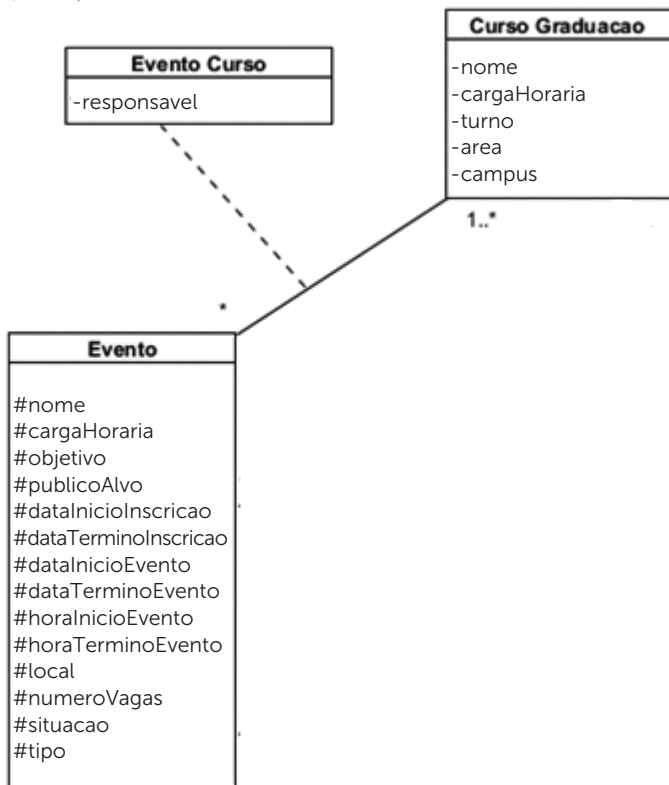 Curso Graduacao
-nome
-cargaHoraria
-turno
-area
-campus
1..*
Evento Curso
-responsavel
*
Evento
#nome
#cargaHoraria
#objetivo
#publicoAlvo
#dataInicioInscricao
#dataTerminoInscricao
#dataInicioEvento
#dataTerminoEvento
#horaInicioEvento
#horaTerminoEvento
#local
#numeroVagas
#situacao
#tipo